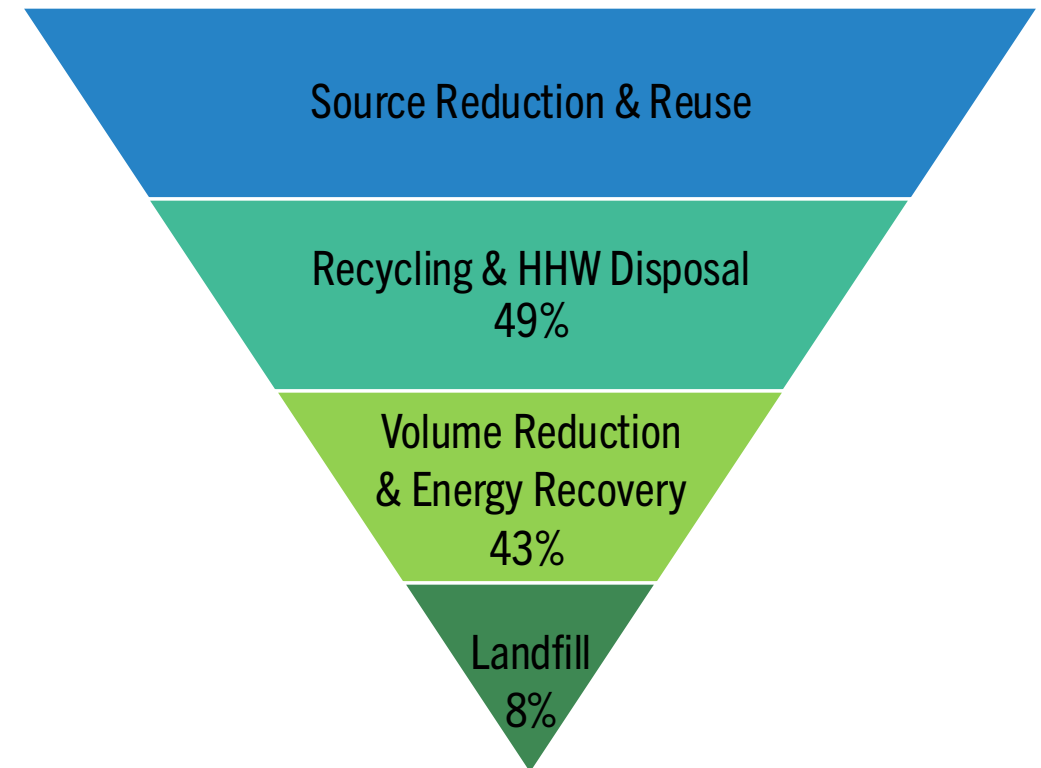 Source Reduction & Reuse
Recycling & HHW Disposal
49%
Volume Reduction
& Energy Recovery
43%
Landfill
8%